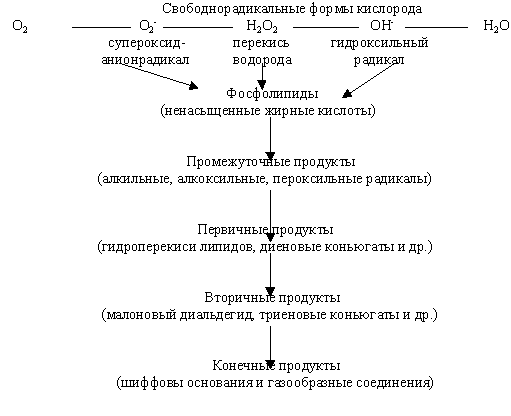 Свободнорадикальные формы кислорода
O₂ O₂⁻ H₂O₂ OH⁻ H₂O
супероксид- перекись гидроксильный
анионрадикал водорода радикал
Фосфолипиды
(ненасыщенные жирные кислоты)
Промежуточные продукты
(алкильные, алкоксильные, пероксильные радикалы)
Первичные продукты
(гидроперекиси липидов, диеновые коньюгаты и др.)
Вторичные продукты
(малоновый диальдегид, триеновые коньюгаты и др.)
Конечные продукты
(шиффовы основания и газообразные соединения)